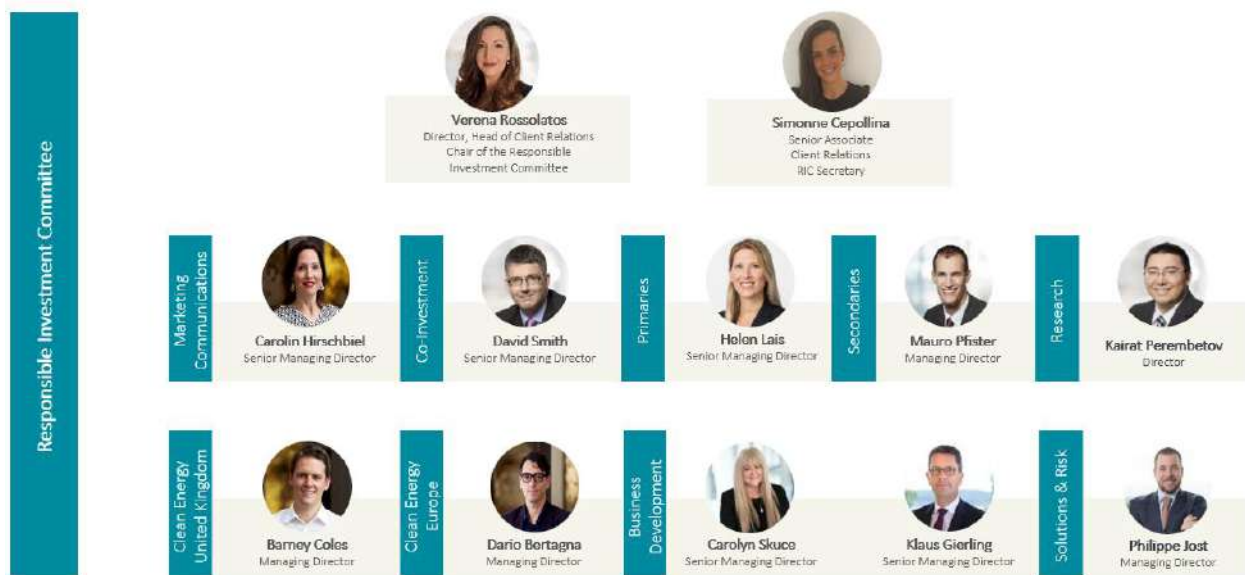 Responsible Investment Committee
Verena Rossolatos
Director, Head of Client Relations
Chair of the Responsible
Investment Committee
Simonne Cepollina
Senior Associate
Client Relations
RIC Secretary
Marketing
Communications
Carolin Hirschbiel
Senior Managing Director
Co-Investment
David Smith
Senior Managing Director
Primaries
Helen Lais
Senior Managing Director
Secondaries
Mauro Pfister
Managing Director
Research
Kairat Perembetov
Director
Clean Energy
United Kingdom
Barney Coles
Managing Director
Clean Energy
Europe
Dario Bertagna
Managing Director
Business
Development
Carolyn Skuce
Senior Managing Director
Klaus Gierling
Senior Managing Director
Solutions & Risk
Philippe Jost
Managing Director